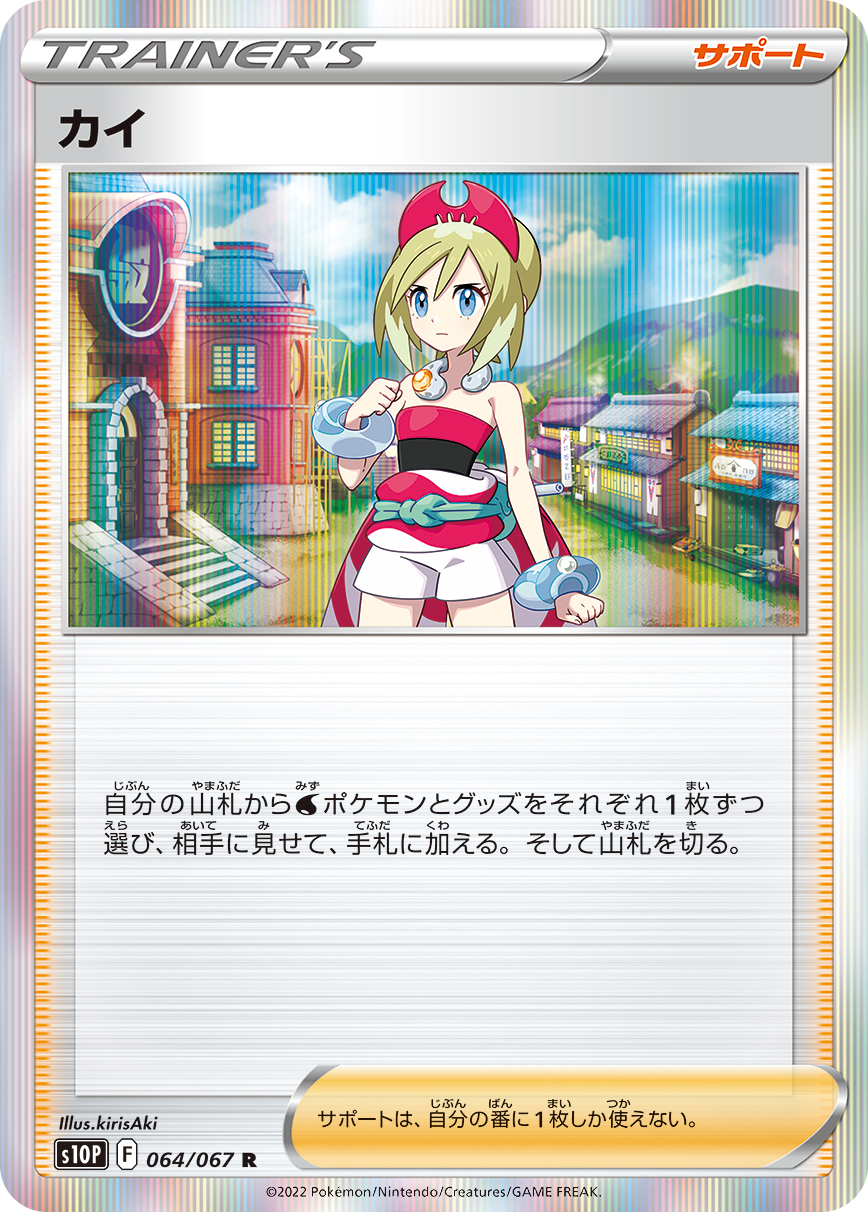 TRAINER'S サポート
カイ
自分の山札からポケモンとグッズをそれぞれ1枚ずつ
選び、相手に見せて、手札に加える。そして山札を切る。
Illus.kirisAki
サポートは、自分の番に1枚しか使えない。
s10P F 064/067 R
©2022 Pokémon/Nintendo/Creatures/GAME FREAK.